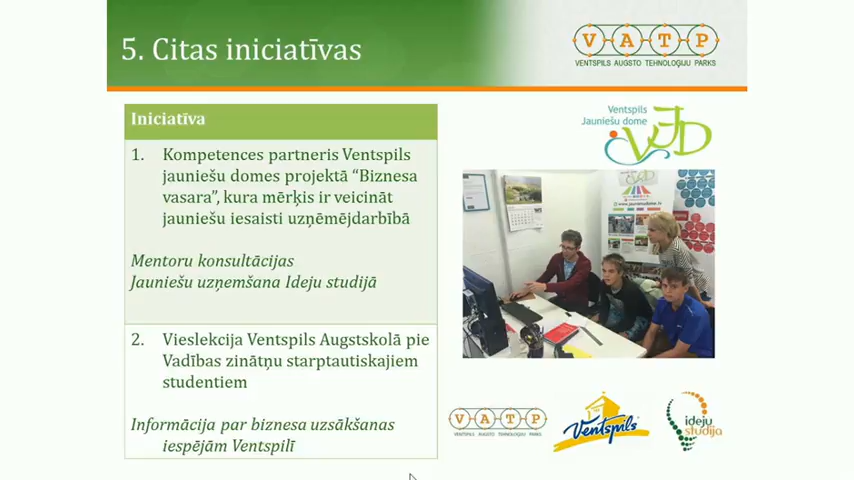 5. Citas iniciatīvas
V A T P
VENTSPILS AUGSTO TEHNOLOĢIJU PARKS
Iniciatīva
1. Kompetences partneris Ventspils
jauniešu domes projektā “Biznesa
vasara”, kura mērķis ir veicināt
jauniešu iesaisti uzņēmējdarbībā
Mentoru konsultācijas
Jauniešu uzņemšana Ideju studijā
2. Vieslekcija Ventspils Augstskolā pie
Vadības zinātņu starptautiskajiem
studentiem
Informācija par biznesa uzsākšanas
iespējām Ventspilī
Ventspils
Jauniešu dome
VJD
V A T P
VENTSPILS AUGSTO TEHNOLOĢIJU PARKS
Ventspils
ideju
studija